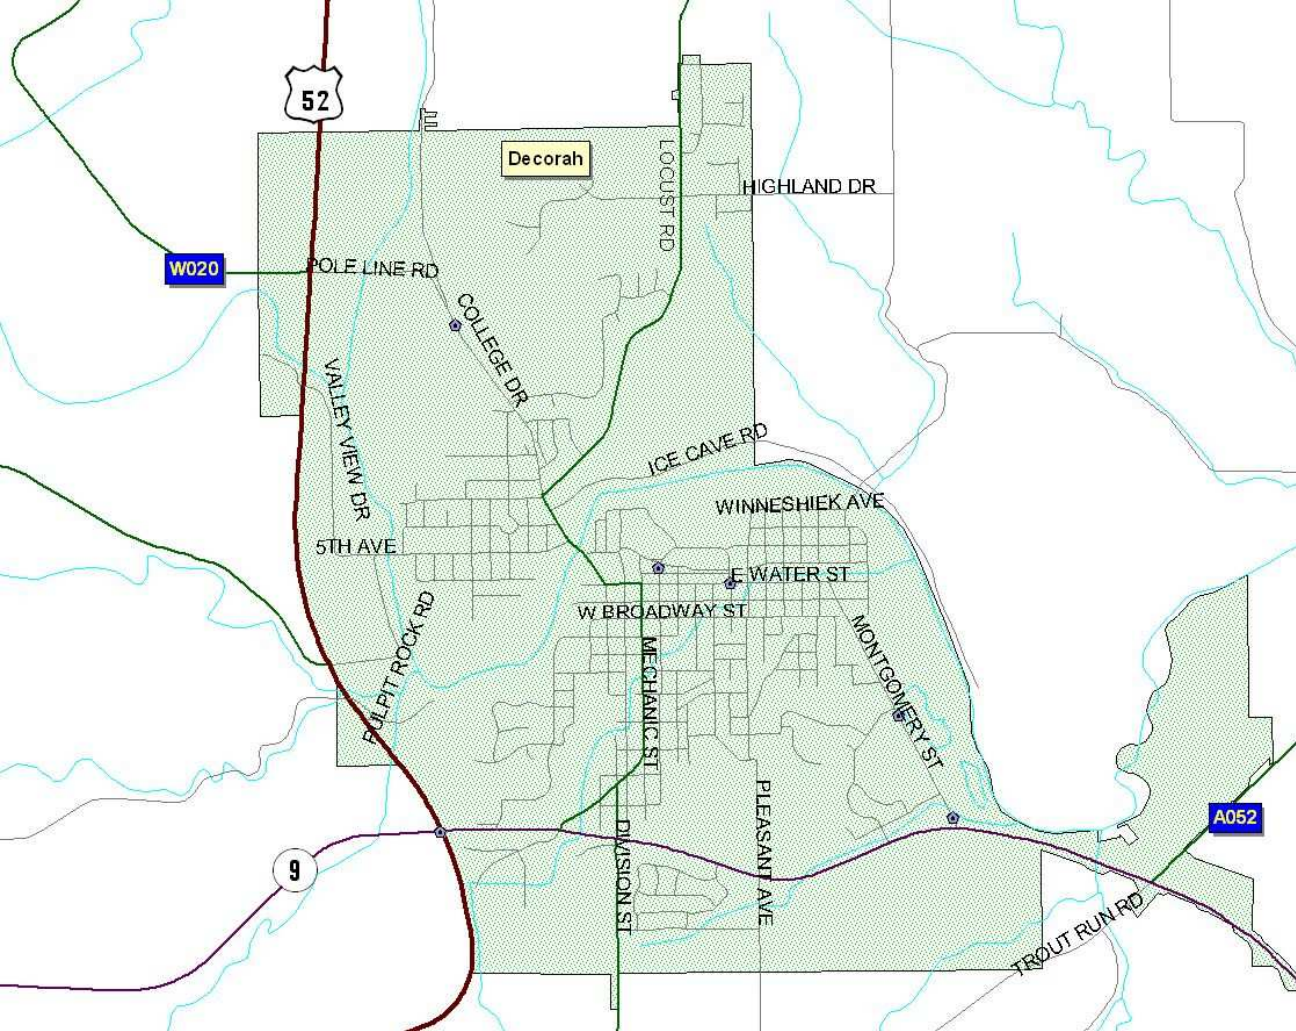 52
Decorah
LOCUST RD
HIGHLAND DR
W020
POLE LINE RD
COLLEGE DR
VALLEY VIEW DR
ICE CAVE RD
WINNESHIEK AVE
5TH AVE
E WATER ST
W BROADWAY ST
PULPIT ROCK RD
MECHANIC ST
MONTGOMERY ST
PLEASANT AVE
A052
DIVISION ST
9
TROUT RUN RD